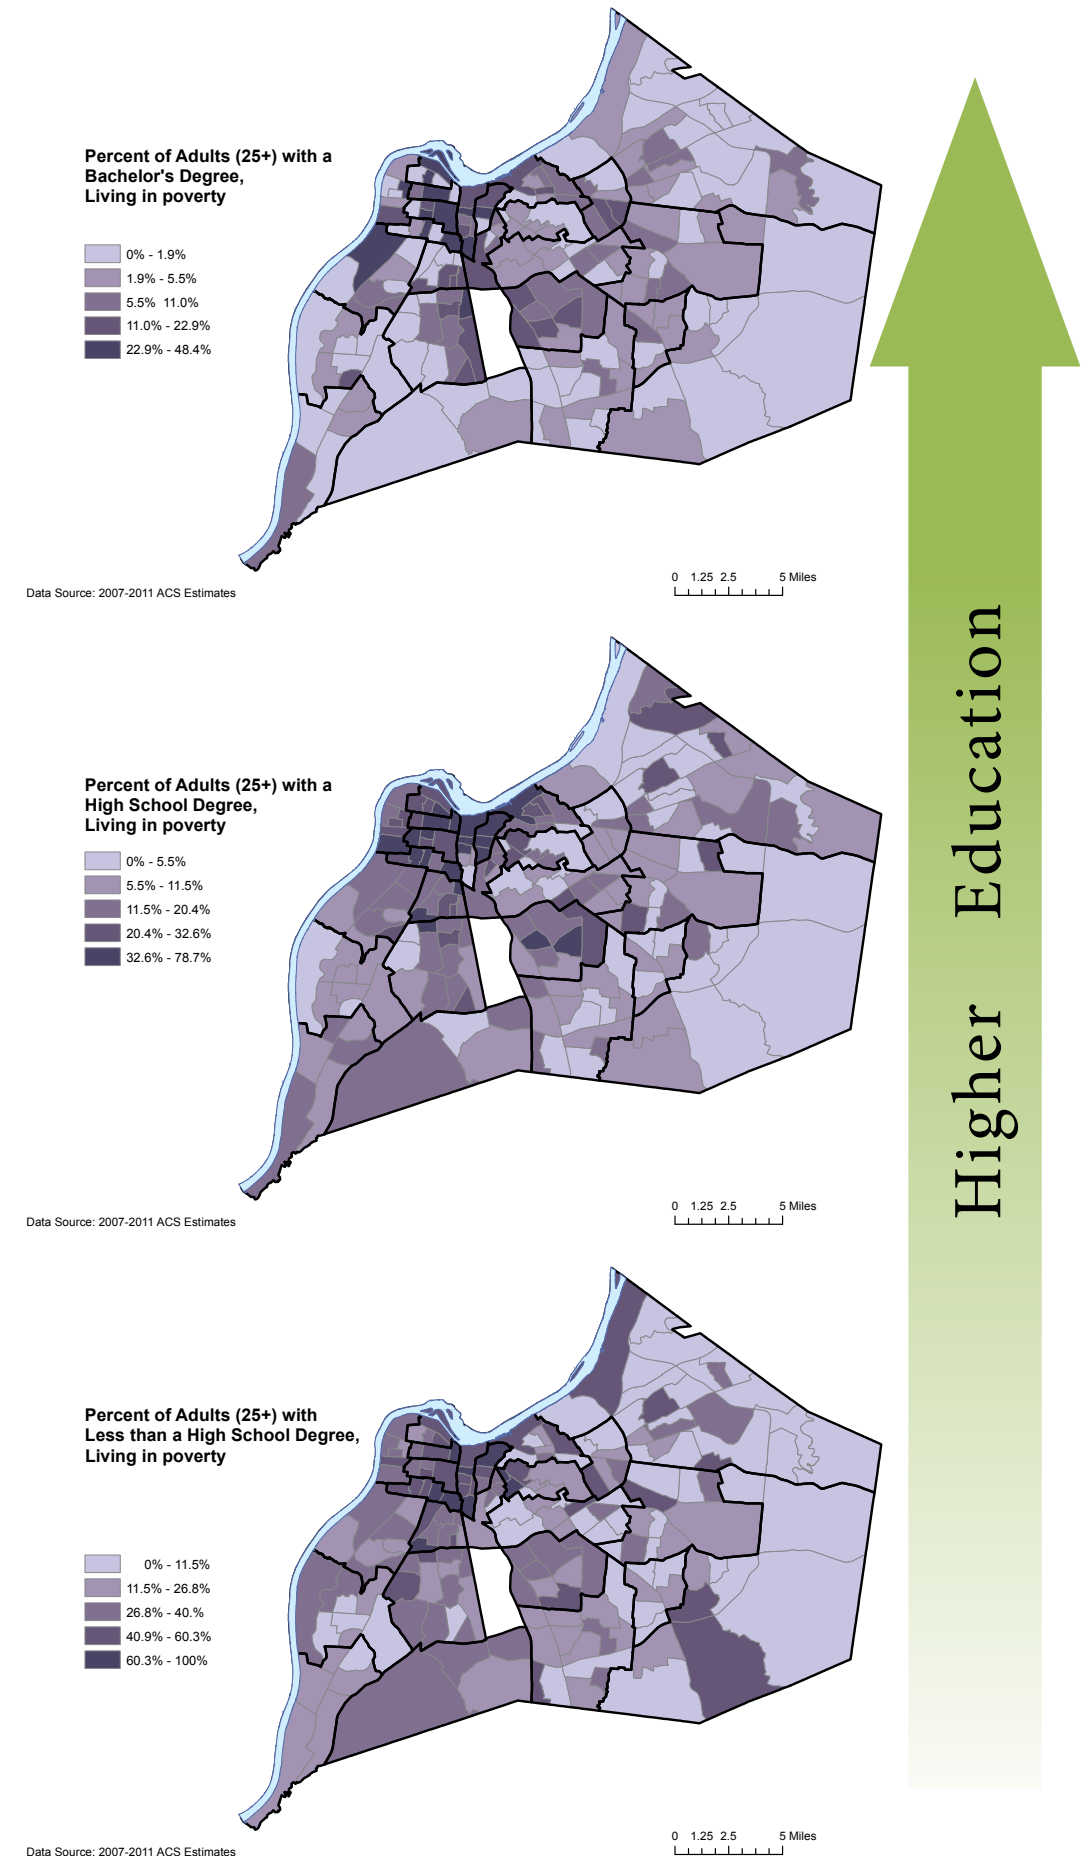 Percent of Adults (25+) with a
Bachelor's Degree,
Living in poverty
0% - 1.9%
1.9% - 5.5%
5.5% 11.0%
11.0% - 22.9%
22.9% - 48.4%
0 1.25 2.5 5 Miles
Data Source: 2007-2011 ACS Estimates
Percent of Adults (25+) with a
High School Degree,
Living in poverty
0% - 5.5%
5.5% - 11.5%
11.5% - 20.4%
20.4% - 32.6%
32.6% - 78.7%
0 1.25 2.5 5 Miles
Data Source: 2007-2011 ACS Estimates
Percent of Adults (25+) with
Less than a High School Degree,
Living in poverty
0% - 11.5%
11.5% - 26.8%
26.8% - 40.%
40.9% - 60.3%
60.3% - 100%
0 1.25 2.5 5 Miles
Data Source: 2007-2011 ACS Estimates
Higher Education